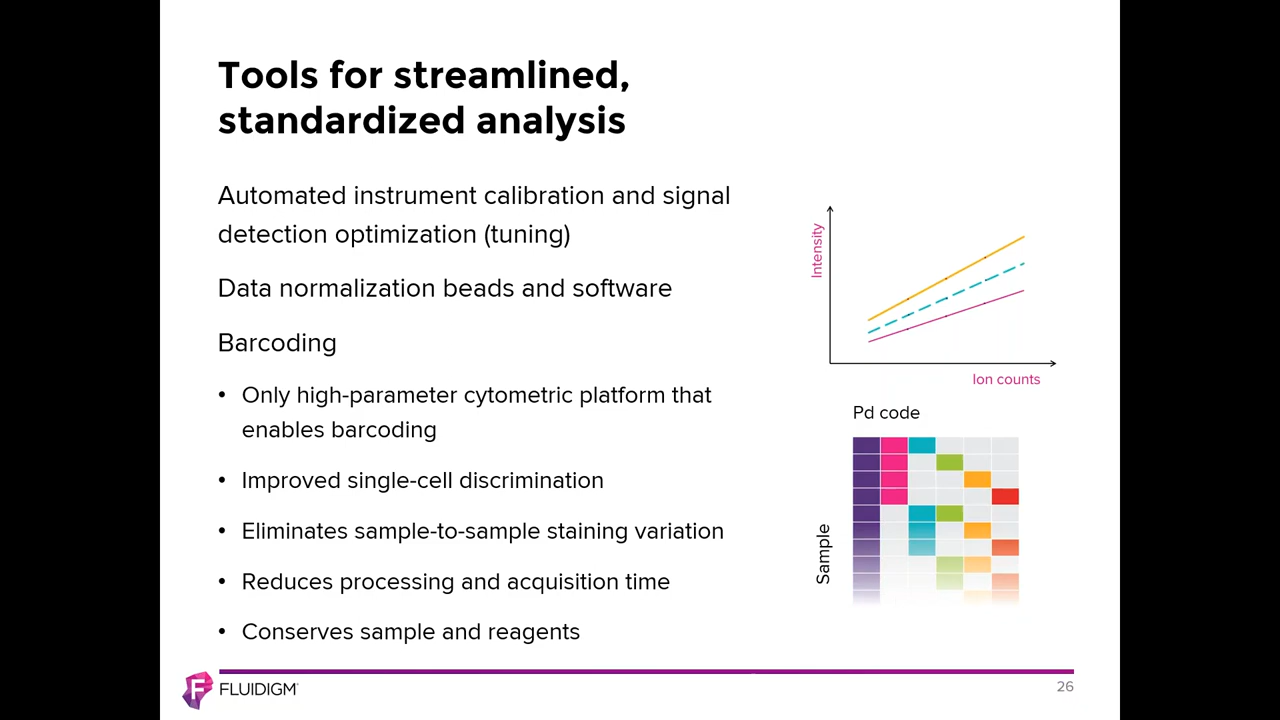 Tools for streamlined,
standardized analysis
Automated instrument calibration and signal
detection optimization (tuning)
Data normalization beads and software
Barcoding
• Only high-parameter cytometric platform that
enables barcoding
• Improved single-cell discrimination
• Eliminates sample-to-sample staining variation
• Reduces processing and acquisition time
• Conserves sample and reagents
Intensity
Ion counts
Pd code
Sample
F FLUIDIGM
26